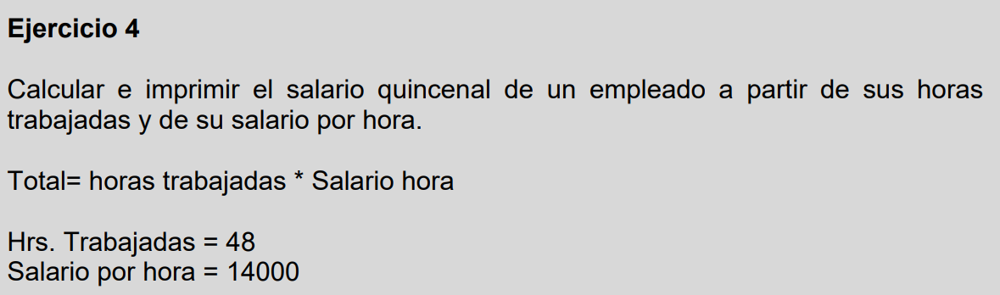 Ejercicio 4
Calcular e imprimir el salario quincenal de un empleado a partir de sus horas
trabajadas y de su salario por hora.
Total= horas trabajadas * Salario hora
Hrs. Trabajadas = 48
Salario por hora = 14000